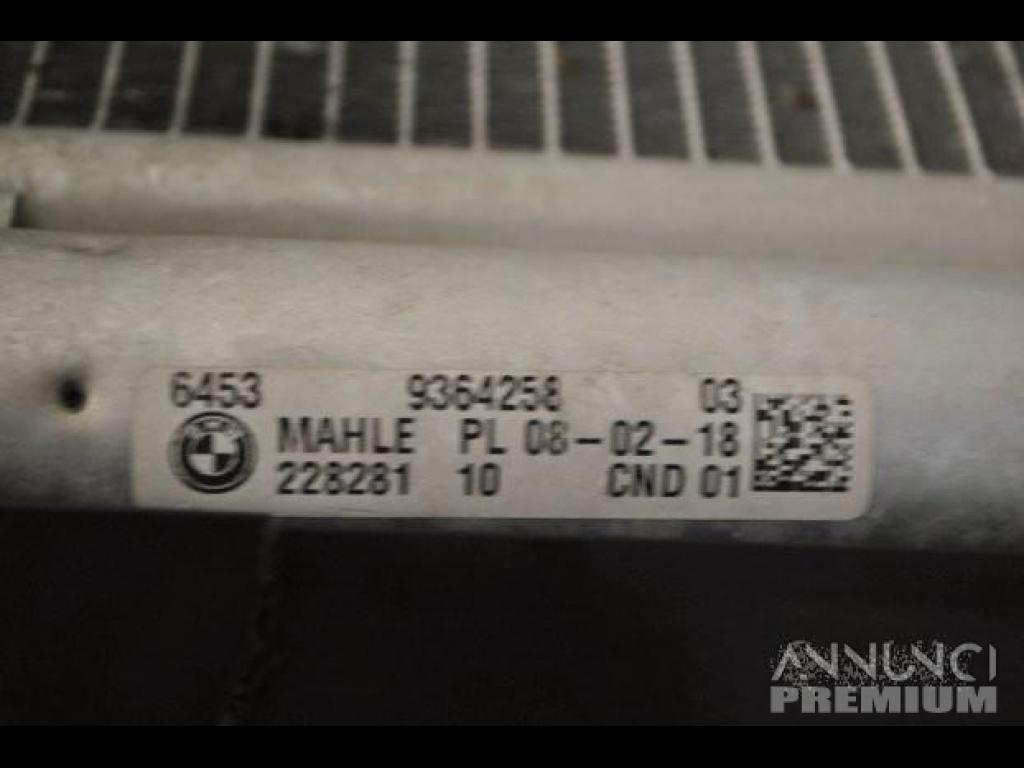 6453 9364258 03
MAHLE PL 08-02-18
228281 10 CND 01
ANNUNCI
PREMIUM